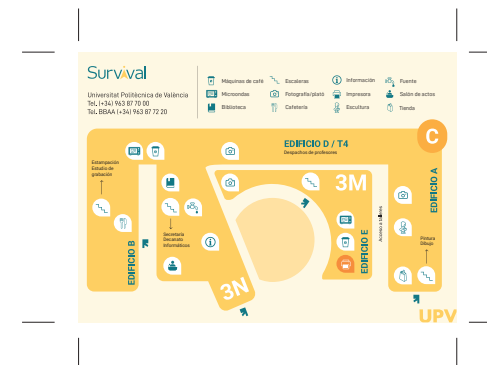 Survival
Universitat Politècnica de València
Tel. (+34) 963 87 70 00
Tel. BBAA (+34) 963 87 72 20
Máquinas de café
Escaleras
Información
Fuente
Microondas
Fotografía/plató
Impresora
Salón de actos
Biblioteca
Cafetería
Escultura
Tienda
C
EDIFICIO D / T4
Despachos de profesores
Estampación
Estudio de
grabación
3M
EDIFICIO A
Acceso a talleres
Secretaría
Decanato
Informáticos
Pintura
Dibujo
EDIFICIO B
EDIFICIO E
3N
UPV